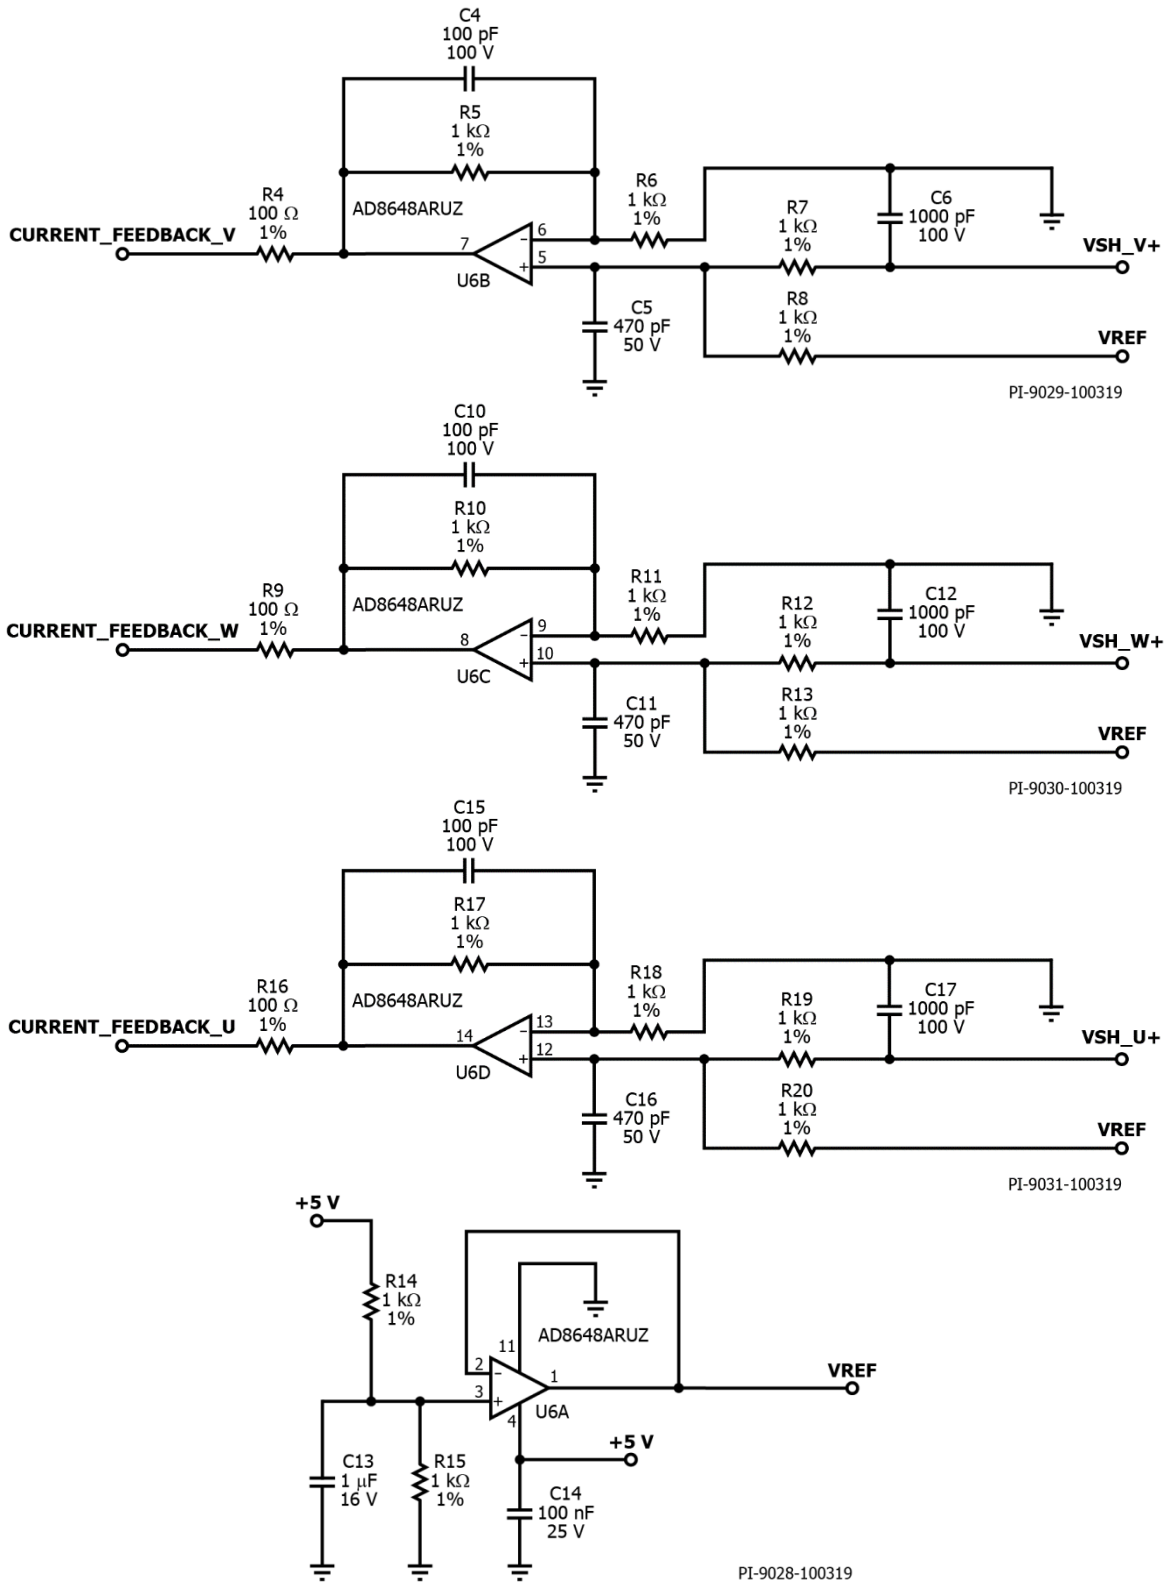 C4
100 pF
100 V
R5
1 kΩ
1%
R4
100 Ω
1%
AD8648ARUZ
R6
1 kΩ
1%
R7
1 kΩ
1%
C6
1000 pF
100 V
CURRENT_FEEDBACK_V
7
6
-
+
5
U6B
VSH_V+
C5
470 pF
50 V
R8
1 kΩ
1%
VREF
PI-9029-100319
C10
100 pF
100 V
R10
1 kΩ
1%
R9
100 Ω
1%
AD8648ARUZ
R11
1 kΩ
1%
R12
1 kΩ
1%
C12
1000 pF
100 V
CURRENT_FEEDBACK_W
8
9
-
+
10
U6C
VSH_W+
C11
470 pF
50 V
R13
1 kΩ
1%
VREF
PI-9030-100319
C15
100 pF
100 V
R17
1 kΩ
1%
R16
100 Ω
1%
AD8648ARUZ
R18
1 kΩ
1%
R19
1 kΩ
1%
C17
1000 pF
100 V
CURRENT_FEEDBACK_U
14
13
-
+
12
U6D
VSH_U+
C16
470 pF
50 V
R20
1 kΩ
1%
VREF
PI-9031-100319
+5 V
R14
1 kΩ
1%
AD8648ARUZ
11
2
-
3
+
1
4
U6A
VREF
+5 V
C13
1 μF
16 V
R15
1 kΩ
1%
C14
100 nF
25 V
PI-9028-100319